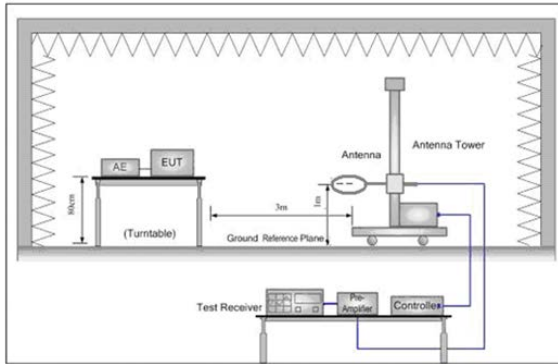 AE
EUT
80cm
(Turntable)
3m
Antenna
Antenna Tower
1m
Ground Reference Plane
Test Receiver
Pre-
Amplifier
Controller